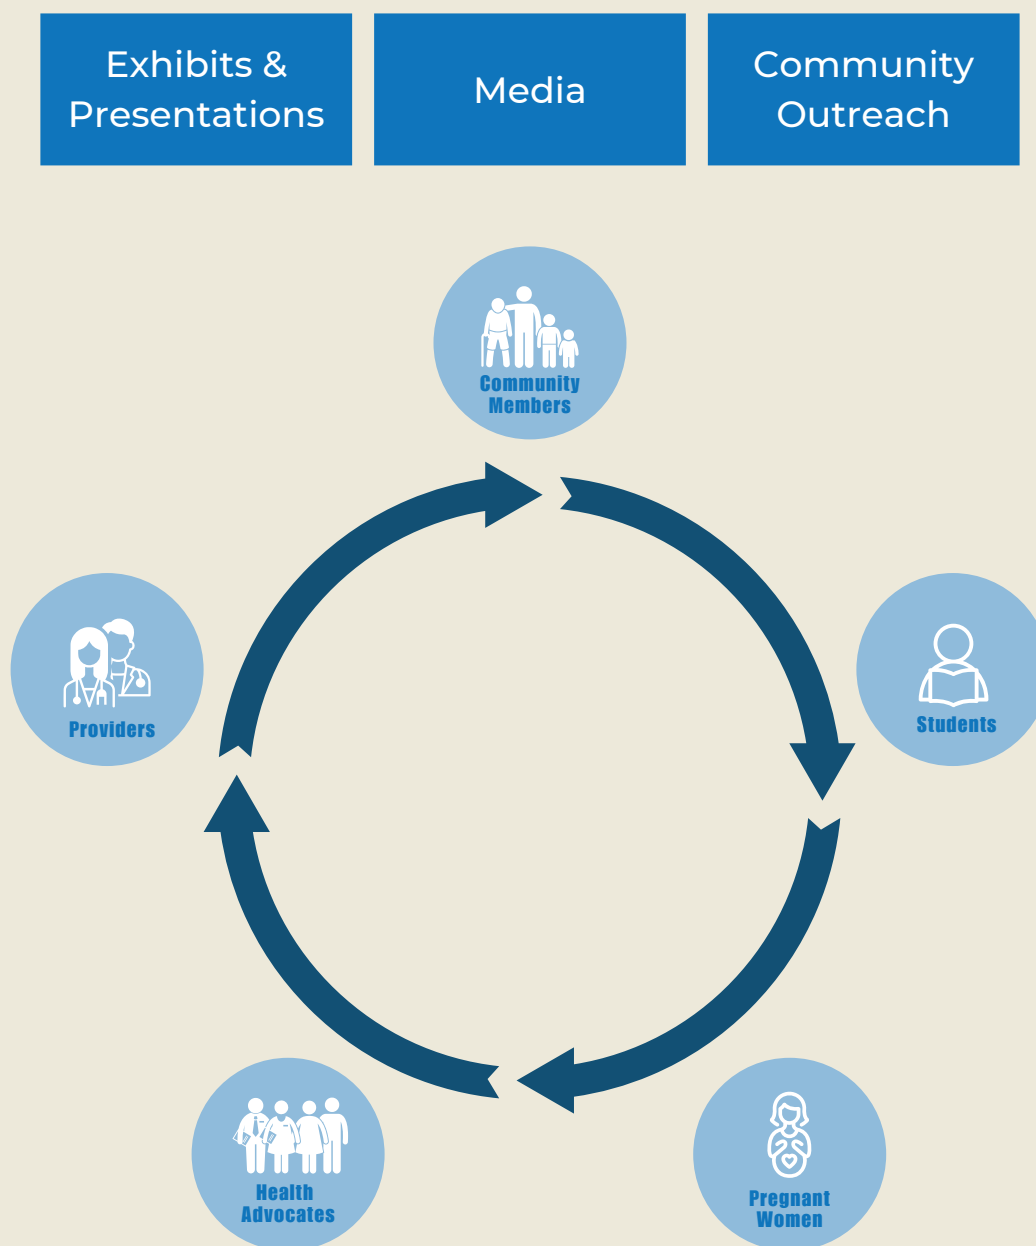 Exhibits &
Presentations
Media
Community
Outreach
Community
Members
Providers
Students
Health
Advocates
Pregnant
Women